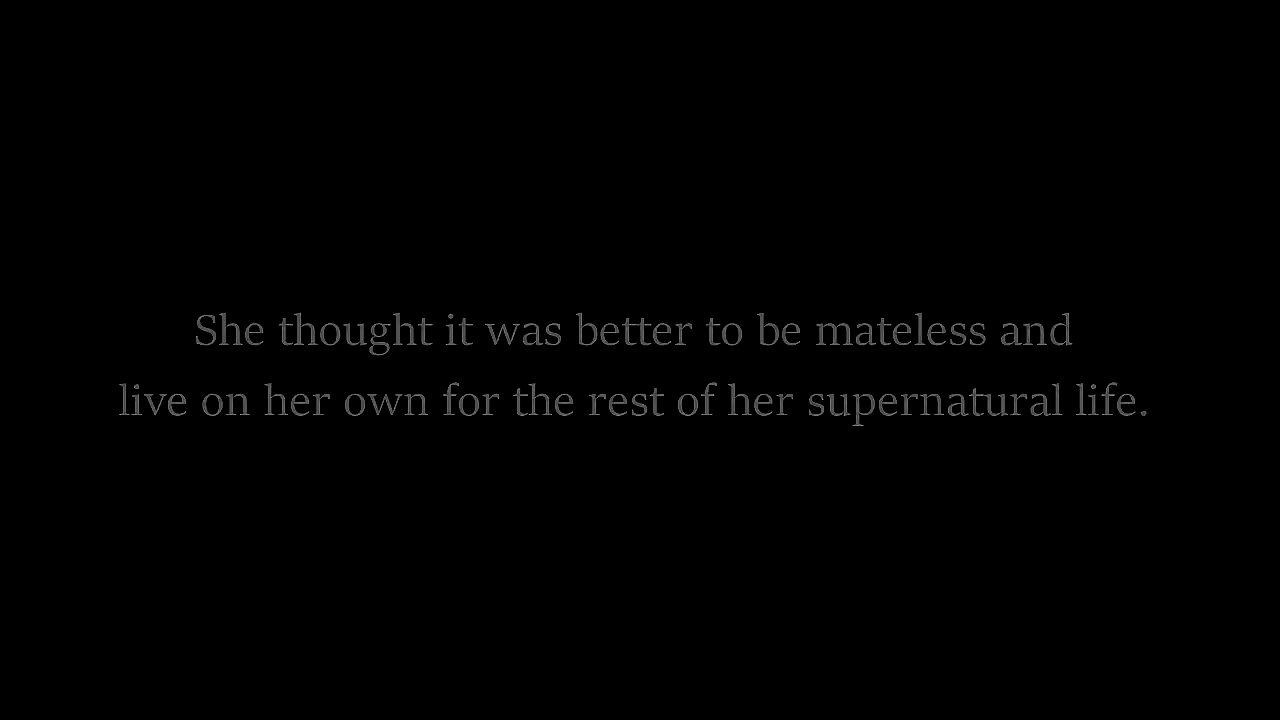 She thought it was better to be mateless and
live on her own for the rest of her supernatural life.